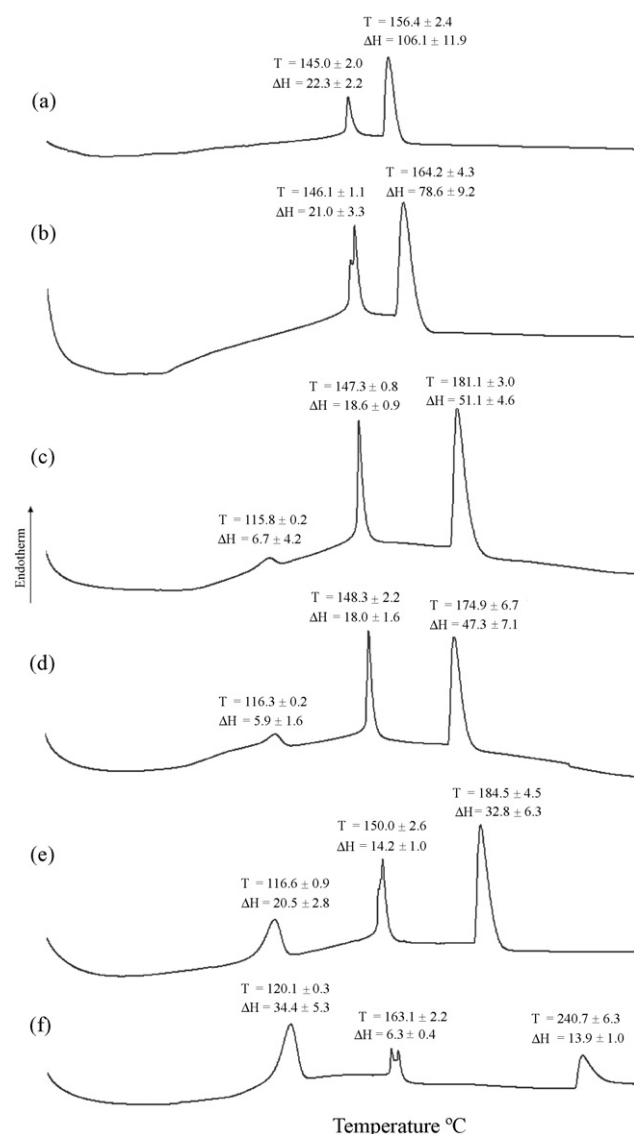 T = 156.4 ± 2.4
ΔH = 106.1 ± 11.9
T = 145.0 ± 2.0
ΔH = 22.3 ± 2.2
(a)
T = 164.2 ± 4.3
ΔH = 78.6 ± 9.2
T = 146.1 ± 1.1
ΔH = 21.0 ± 3.3
(b)
T = 147.3 ± 0.8
ΔH = 18.6 ± 0.9
T = 181.1 ± 3.0
ΔH = 51.1 ± 4.6
(c)
T = 115.8 ± 0.2
ΔH = 6.7 ± 4.2
Endotherm
T = 148.3 ± 2.2
ΔH = 18.0 ± 1.6
T = 174.9 ± 6.7
ΔH = 47.3 ± 7.1
(d)
T = 116.3 ± 0.2
ΔH = 5.9 ± 1.6
T = 184.5 ± 4.5
ΔH = 32.8 ± 6.3
T = 150.0 ± 2.6
ΔH = 14.2 ± 1.0
(e)
T = 116.6 ± 0.9
ΔH = 20.5 ± 2.8
T = 120.1 ± 0.3
ΔH = 34.4 ± 5.3
T = 163.1 ± 2.2
ΔH = 6.3 ± 0.4
T = 240.7 ± 6.3
ΔH = 13.9 ± 1.0
(f)
Temperature ºC